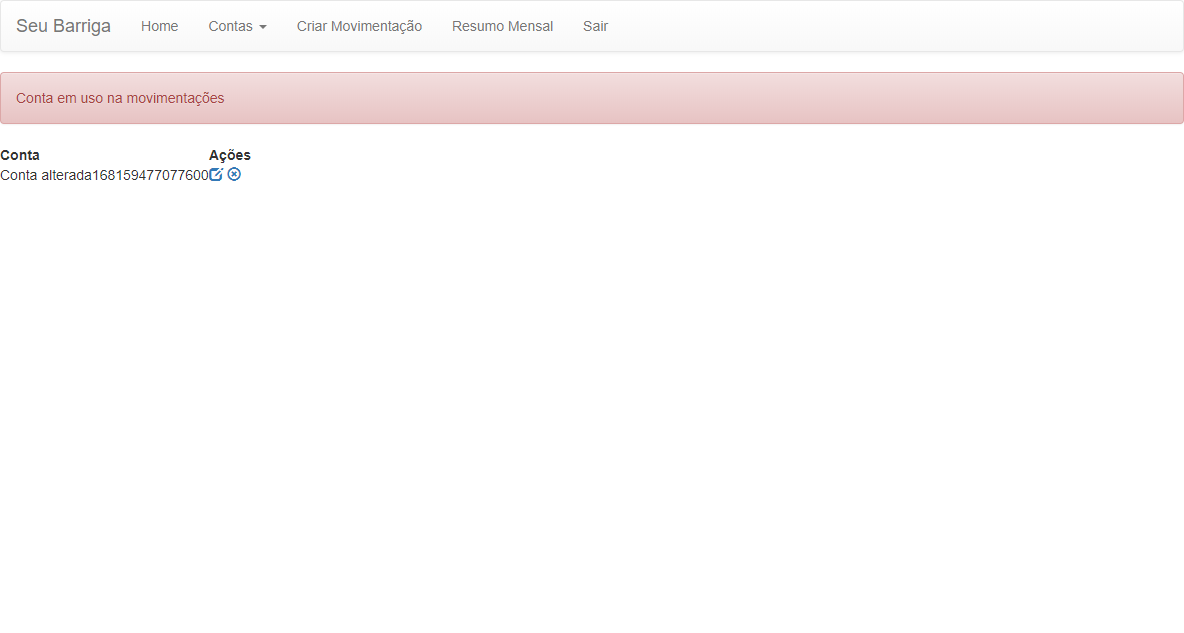 Seu Barriga Home Contas Criar Movimentação Resumo Mensal Sair
Conta em uso na movimentações
Conta Ações
Conta alterada168159477077600